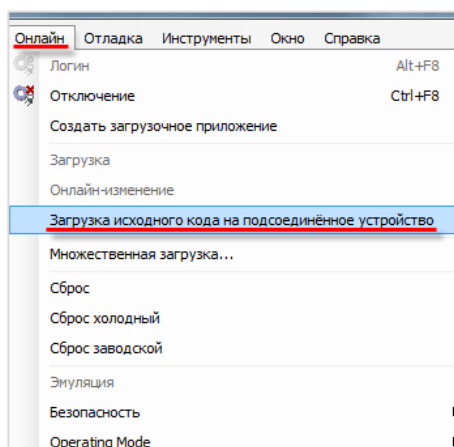 Онлайн Отладка Инструменты Окно Справка
Логин Alt+F8
Отключение Ctrl+F8
Создать загрузочное приложение
Загрузка
Онлайн-изменение
Загрузка исходного кода на подсоединённое устройство
Множественная загрузка...
Сброс
Сброс холодный
Сброс заводской
Эмуляция
Безопасность
Operating Mode